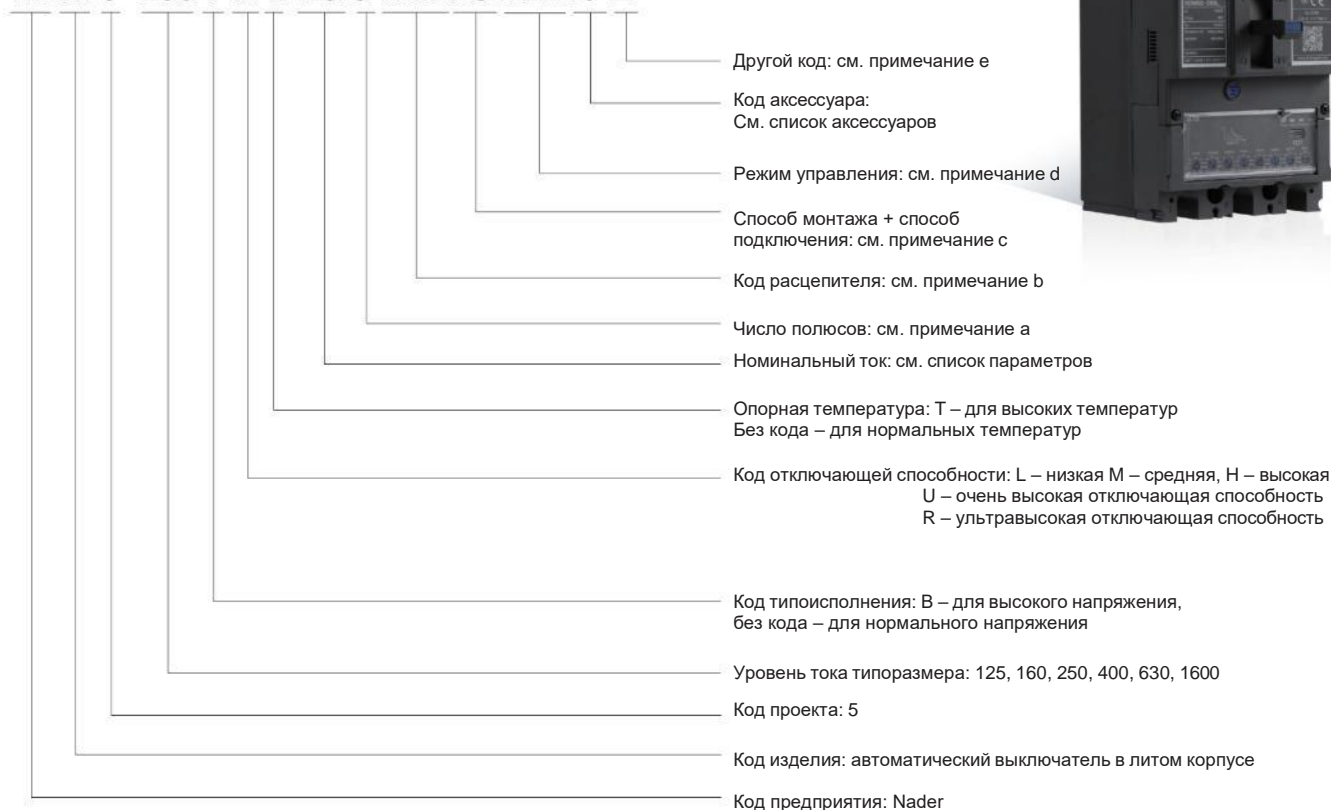 Другой код: см. примечание e
Код аксессуара:
См. список аксессуаров
Режим управления: см. примечание d
Способ монтажа + способ
подключения: см. примечание c
Код расцепителя: см. примечание b
Число полюсов: см. примечание a
Номинальный ток: см. список параметров
Опорная температура: T – для высоких температур
Без кода – для нормальных температур
Код отключающей способности: L – низкая M – средняя, H – высокая
U – очень высокая отключающая способность
R – ультравысокая отключающая способность
Код типоисполнения: B – для высокого напряжения,
без кода – для нормального напряжения
Уровень тока типоразмера: 125, 160, 250, 400, 630, 1600
Код проекта: 5
Код изделия: автоматический выключатель в литом корпусе
Код предприятия: Nader